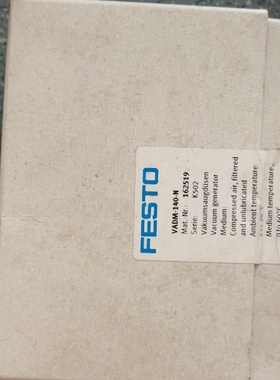 FESTO
VADM-140-N
Mat. Nr.: 162519
Serie: K502
Vakuumsaugdüsen
Vacuum generator
Medium:
Compressed air, filtered
and unlubricated
Ambient temperature:
Medium temperature: